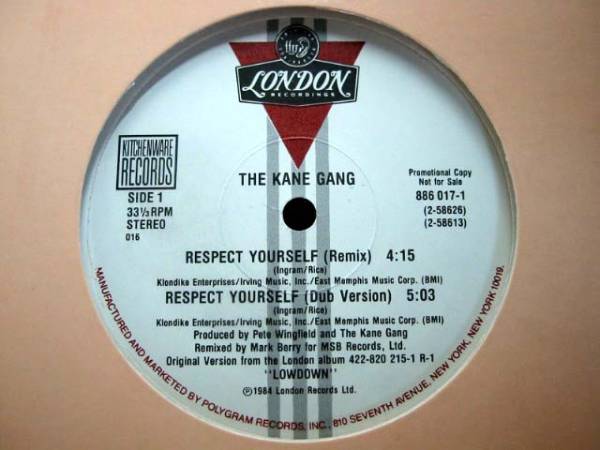 ffrr
LONDON
RECORDINGS
KITCHENWARE
RECORDS
SIDE 1
33⅓ RPM
STEREO
016
THE KANE GANG
Promotional Copy
Not for Sale
886 017-1
(2-58626)
(2-58613)
RESPECT YOURSELF (Remix) 4:15
(Ingram/Rice)
Klondike Enterprises/Irving Music, Inc./East Memphis Music Corp. (BMI)
RESPECT YOURSELF (Dub Version) 5:03
(Ingram/Rice)
Klondike Enterprises/Irving Music, Inc./East Memphis Music Corp. (BMI)
Produced by Pete Wingfield and The Kane Gang
Remixed by Mark Berry for MSB Records, Ltd.
Original Version from the London album 422-820 215-1 R-1
"LOWDOWN"
℗1984 London Records Ltd.
MANUFACTURED AND MARKETED BY POLYGRAM RECORDS, INC., 810 SEVENTH AVENUE, NEW YORK, NEW YORK 10019.